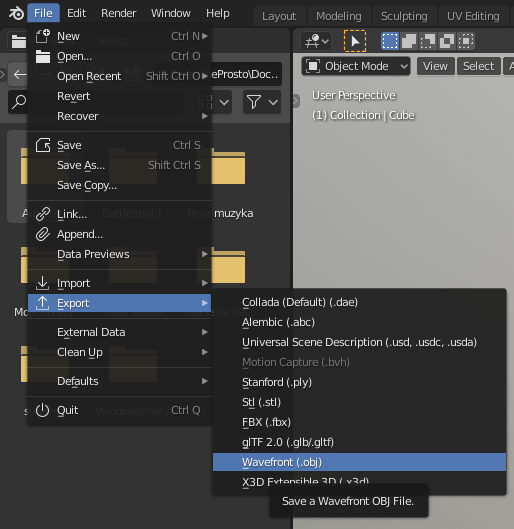 File Edit Render Window Help Layout Modeling Sculpting UV Editing
New Ctrl N
Open... Ctrl O
Open Recent Shift Ctrl O
eProsto\Doc...
Revert
Recover
Save Ctrl S
Save As... Shift Ctrl S
Save Copy...
Link...
Append...
Data Previews
Import
Export
External Data
Clean Up
Defaults
Quit Ctrl Q
Select
Battlefield 1
muzyka
WindowsPow...
Object Mode View Select
User Perspective
(1) Collection | Cube
Collada (Default) (.dae)
Alembic (.abc)
Universal Scene Description (.usd, .usdc, .usda)
Motion Capture (.bvh)
Stanford (.ply)
Stl (.stl)
FBX (.fbx)
glTF 2.0 (.glb/.gltf)
Wavefront (.obj)
X3D Extensible 3D (.x3d)
Save a Wavefront OBJ File.